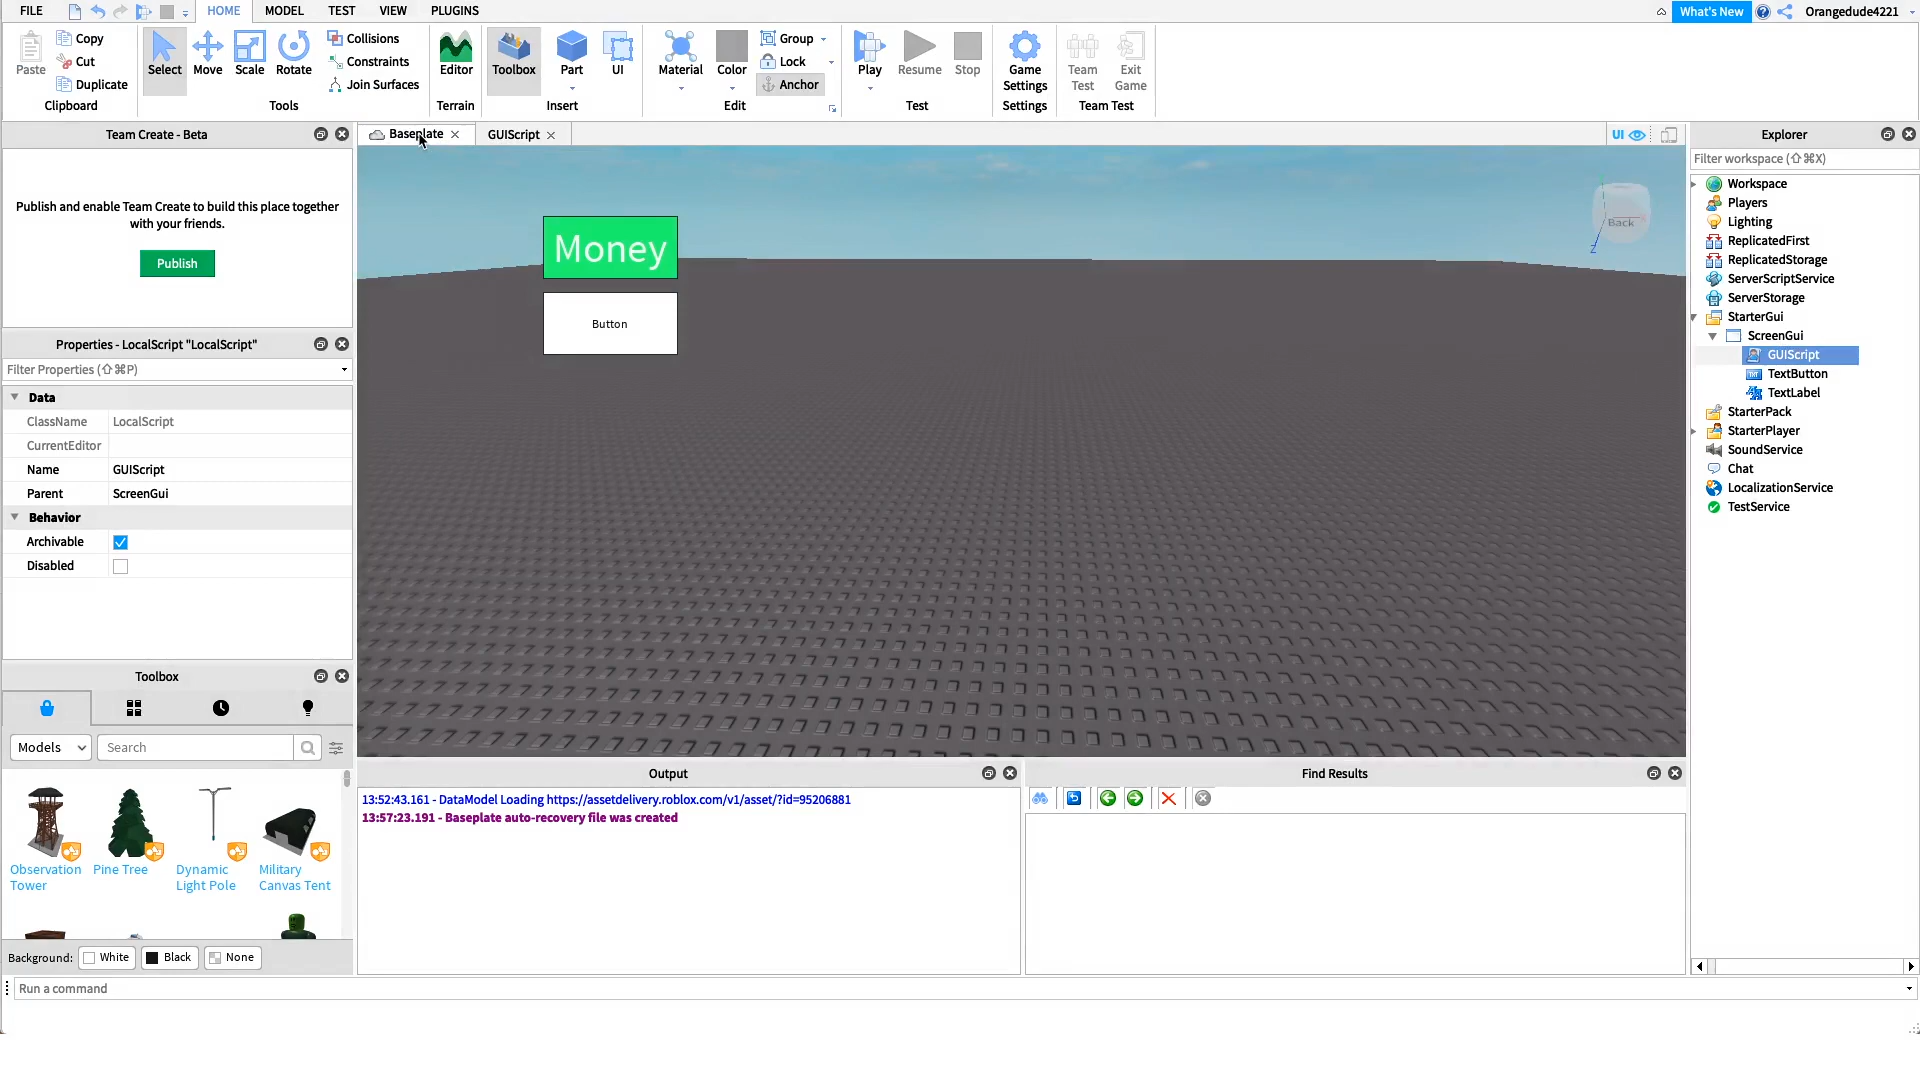 FILE HOME MODEL TEST VIEW PLUGINS What's New Orangedude4221
Paste Copy Cut Duplicate Clipboard
Select Move Scale Rotate Collisions Constraints Join Surfaces Tools
Editor Terrain
Toolbox Part UI Insert
Material Color Group Lock Anchor Edit
Play Resume Stop Test
Game Settings Settings
Team Test Exit Game Team Test
Team Create - Beta
Publish and enable Team Create to build this place together
with your friends.
Publish
Properties - LocalScript "LocalScript"
Filter Properties (⇧⌘P)
Data
ClassName LocalScript
CurrentEditor
Name GUIScript
Parent ScreenGui
Behavior
Archivable
Disabled
Toolbox
Models Search
Observation Tower
Pine Tree
Dynamic Light Pole
Military Canvas Tent
Background: White Black None
Baseplate GUIScript UI
Money
Button
Back
Z
Output
13:52:43.161 - DataModel Loading https://assetdelivery.roblox.com/v1/asset/?id=95206881
13:57:23.191 - Baseplate auto-recovery file was created
Find Results
Explorer
Filter workspace (⇧⌘X)
Workspace
Players
Lighting
ReplicatedFirst
ReplicatedStorage
ServerScriptService
ServerStorage
StarterGui
ScreenGui
GUIScript
TextButton
TextLabel
StarterPack
StarterPlayer
SoundService
Chat
LocalizationService
TestService
Run a command